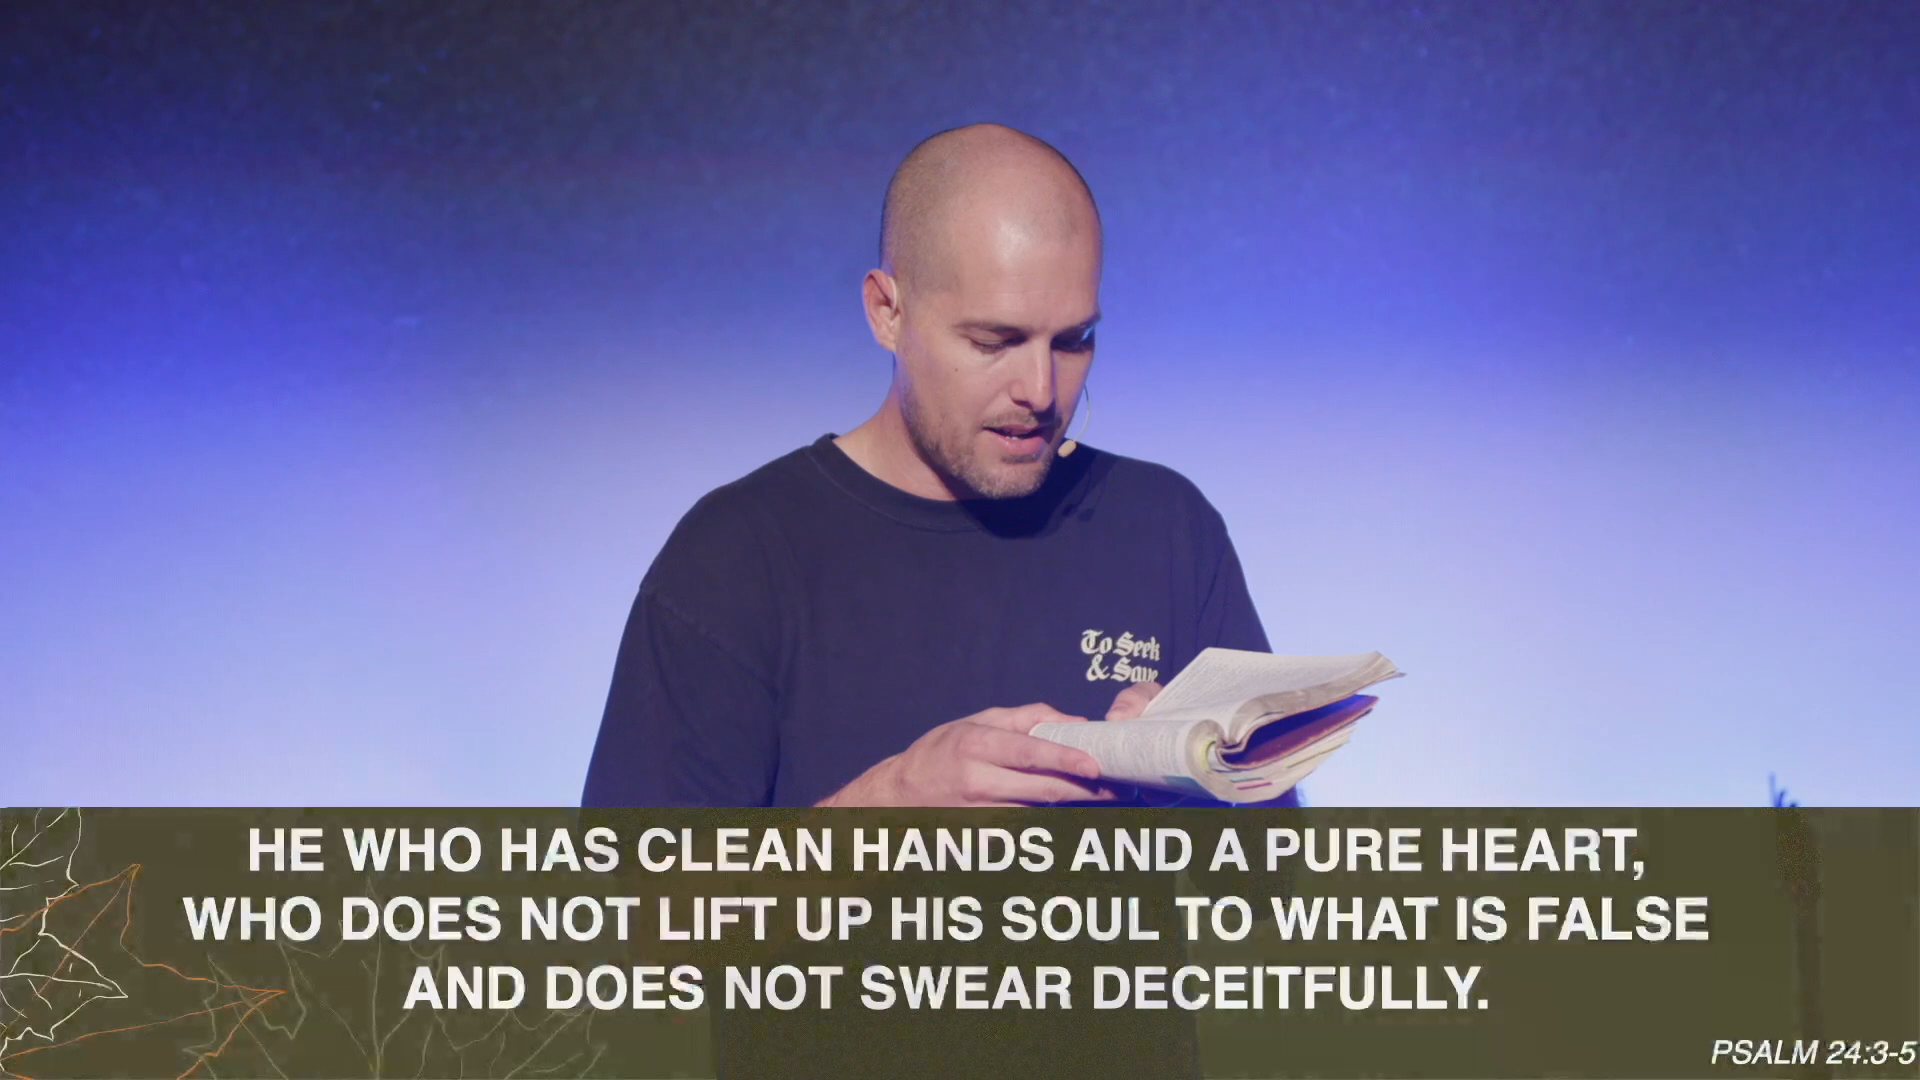 To Seek
& Save
HE WHO HAS CLEAN HANDS AND A PURE HEART,
WHO DOES NOT LIFT UP HIS SOUL TO WHAT IS FALSE
AND DOES NOT SWEAR DECEITFULLY.
PSALM 24:3-5